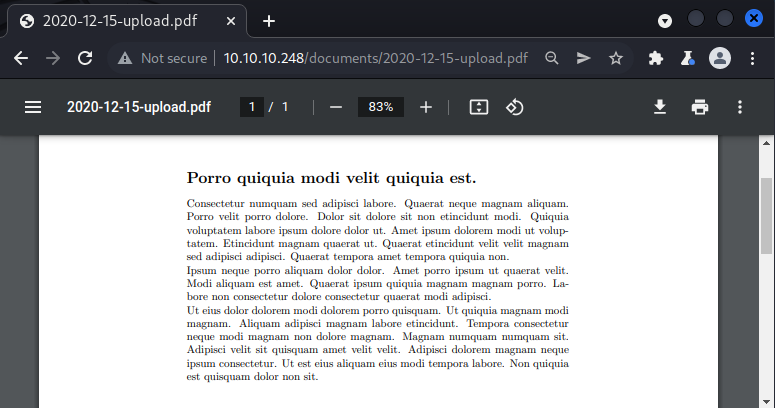 2020-12-15-upload.pdf
Not secure | 10.10.10.248/documents/2020-12-15-upload.pdf
2020-12-15-upload.pdf 1 / 1 83%
Porro quiquia modi velit quiquia est.
Consectetur numquam sed adipisci labore. Quaerat neque magnam aliquam.
Porro velit porro dolore. Dolor sit dolore sit non etincidunt modi. Quiquia
voluptatem labore ipsum dolore dolor ut. Amet ipsum dolorem modi ut volup-
tatem. Etincidunt magnam quaerat ut. Quaerat etincidunt velit velit magnam
sed adipisci adipisci. Quaerat tempora amet tempora quiquia non.
Ipsum neque porro aliquam dolor dolor. Amet porro ipsum ut quaerat velit.
Modi aliquam est amet. Quaerat ipsum quiquia magnam magnam porro. La-
bore non consectetur dolore consectetur quaerat modi adipisci.
Ut eius dolor dolorem modi dolorem porro quisquam. Ut quiquia magnam modi
magnam. Aliquam adipisci magnam labore etincidunt. Tempora consectetur
neque modi magnam non dolore magnam. Magnam numquam numquam sit.
Adipisci velit sit quisquam amet velit velit. Adipisci dolorem magnam neque
ipsum consectetur. Ut est eius aliquam eius modi tempora labore. Non quiquia
est quisquam dolor non sit.